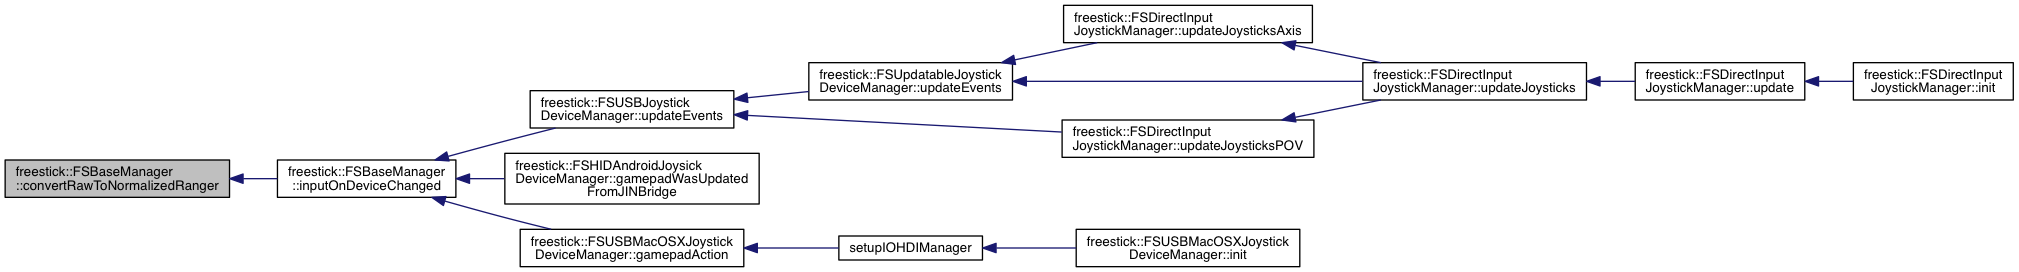 freestick::FSBaseManager
::convertRawToNormalizedRanger
freestick::FSBaseManager
::inputOnDeviceChanged
freestick::FSUSBJoystick
DeviceManager::updateEvents
freestick::FSUpdatableJoystick
DeviceManager::updateEvents
freestick::FSDirectInput
JoystickManager::updateJoysticksAxis
freestick::FSDirectInput
JoystickManager::updateJoysticks
freestick::FSDirectInput
JoystickManager::update
freestick::FSDirectInput
JoystickManager::init
freestick::FSDirectInput
JoystickManager::updateJoysticksPOV
freestick::FSHIDAndroidJoysick
DeviceManager::gamepadWasUpdated
FromJINBridge
freestick::FSUSBMacOSXJoystick
DeviceManager::gamepadAction
setupIOHDIManager
freestick::FSUSBMacOSXJoystick
DeviceManager::init